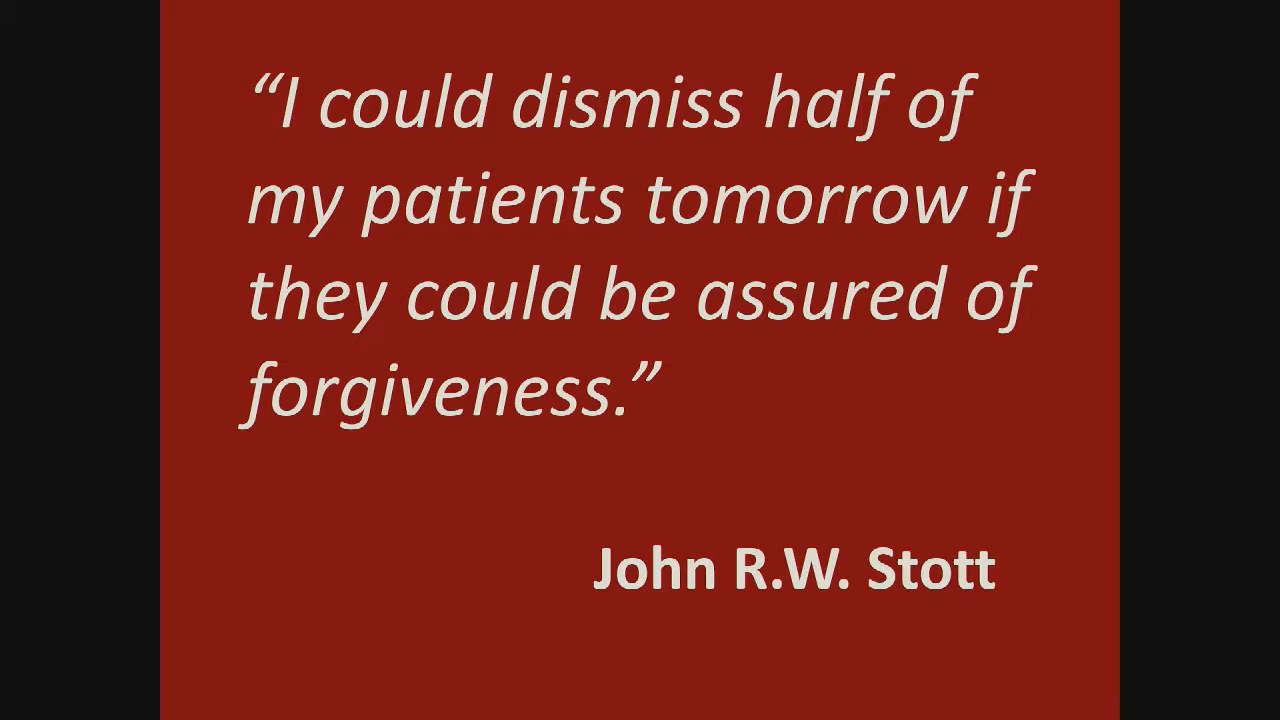 “I could dismiss half of
my patients tomorrow if
they could be assured of
forgiveness.”
John R.W. Stott